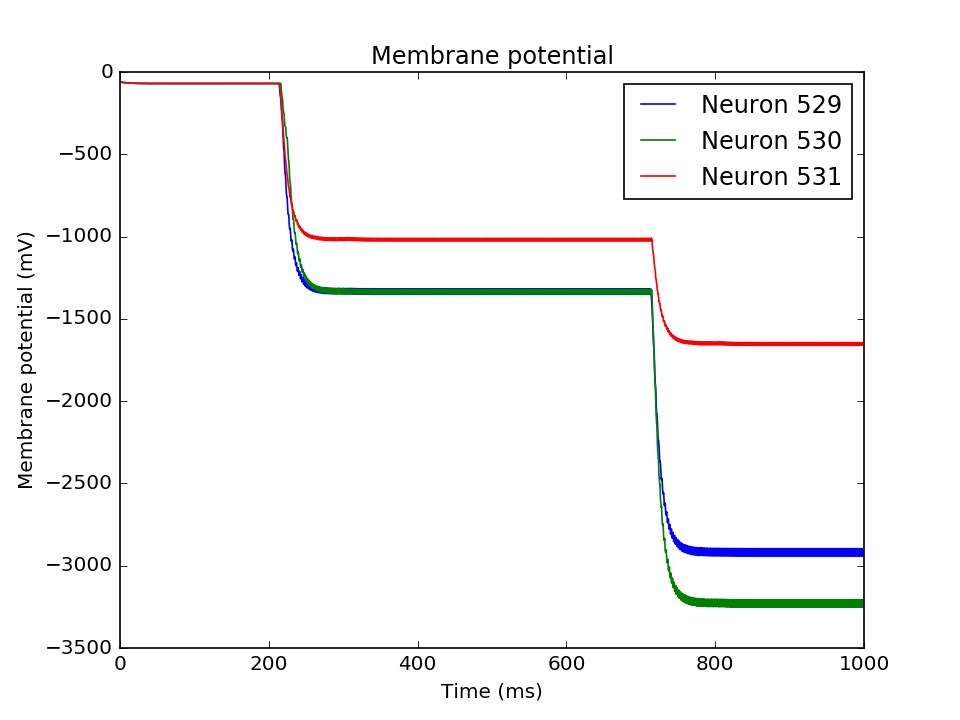 Membrane potential
Neuron 529
Neuron 530
Neuron 531
Membrane potential (mV)
0
−500
−1000
−1500
−2000
−2500
−3000
−3500
0
200
400
600
800
1000
Time (ms)